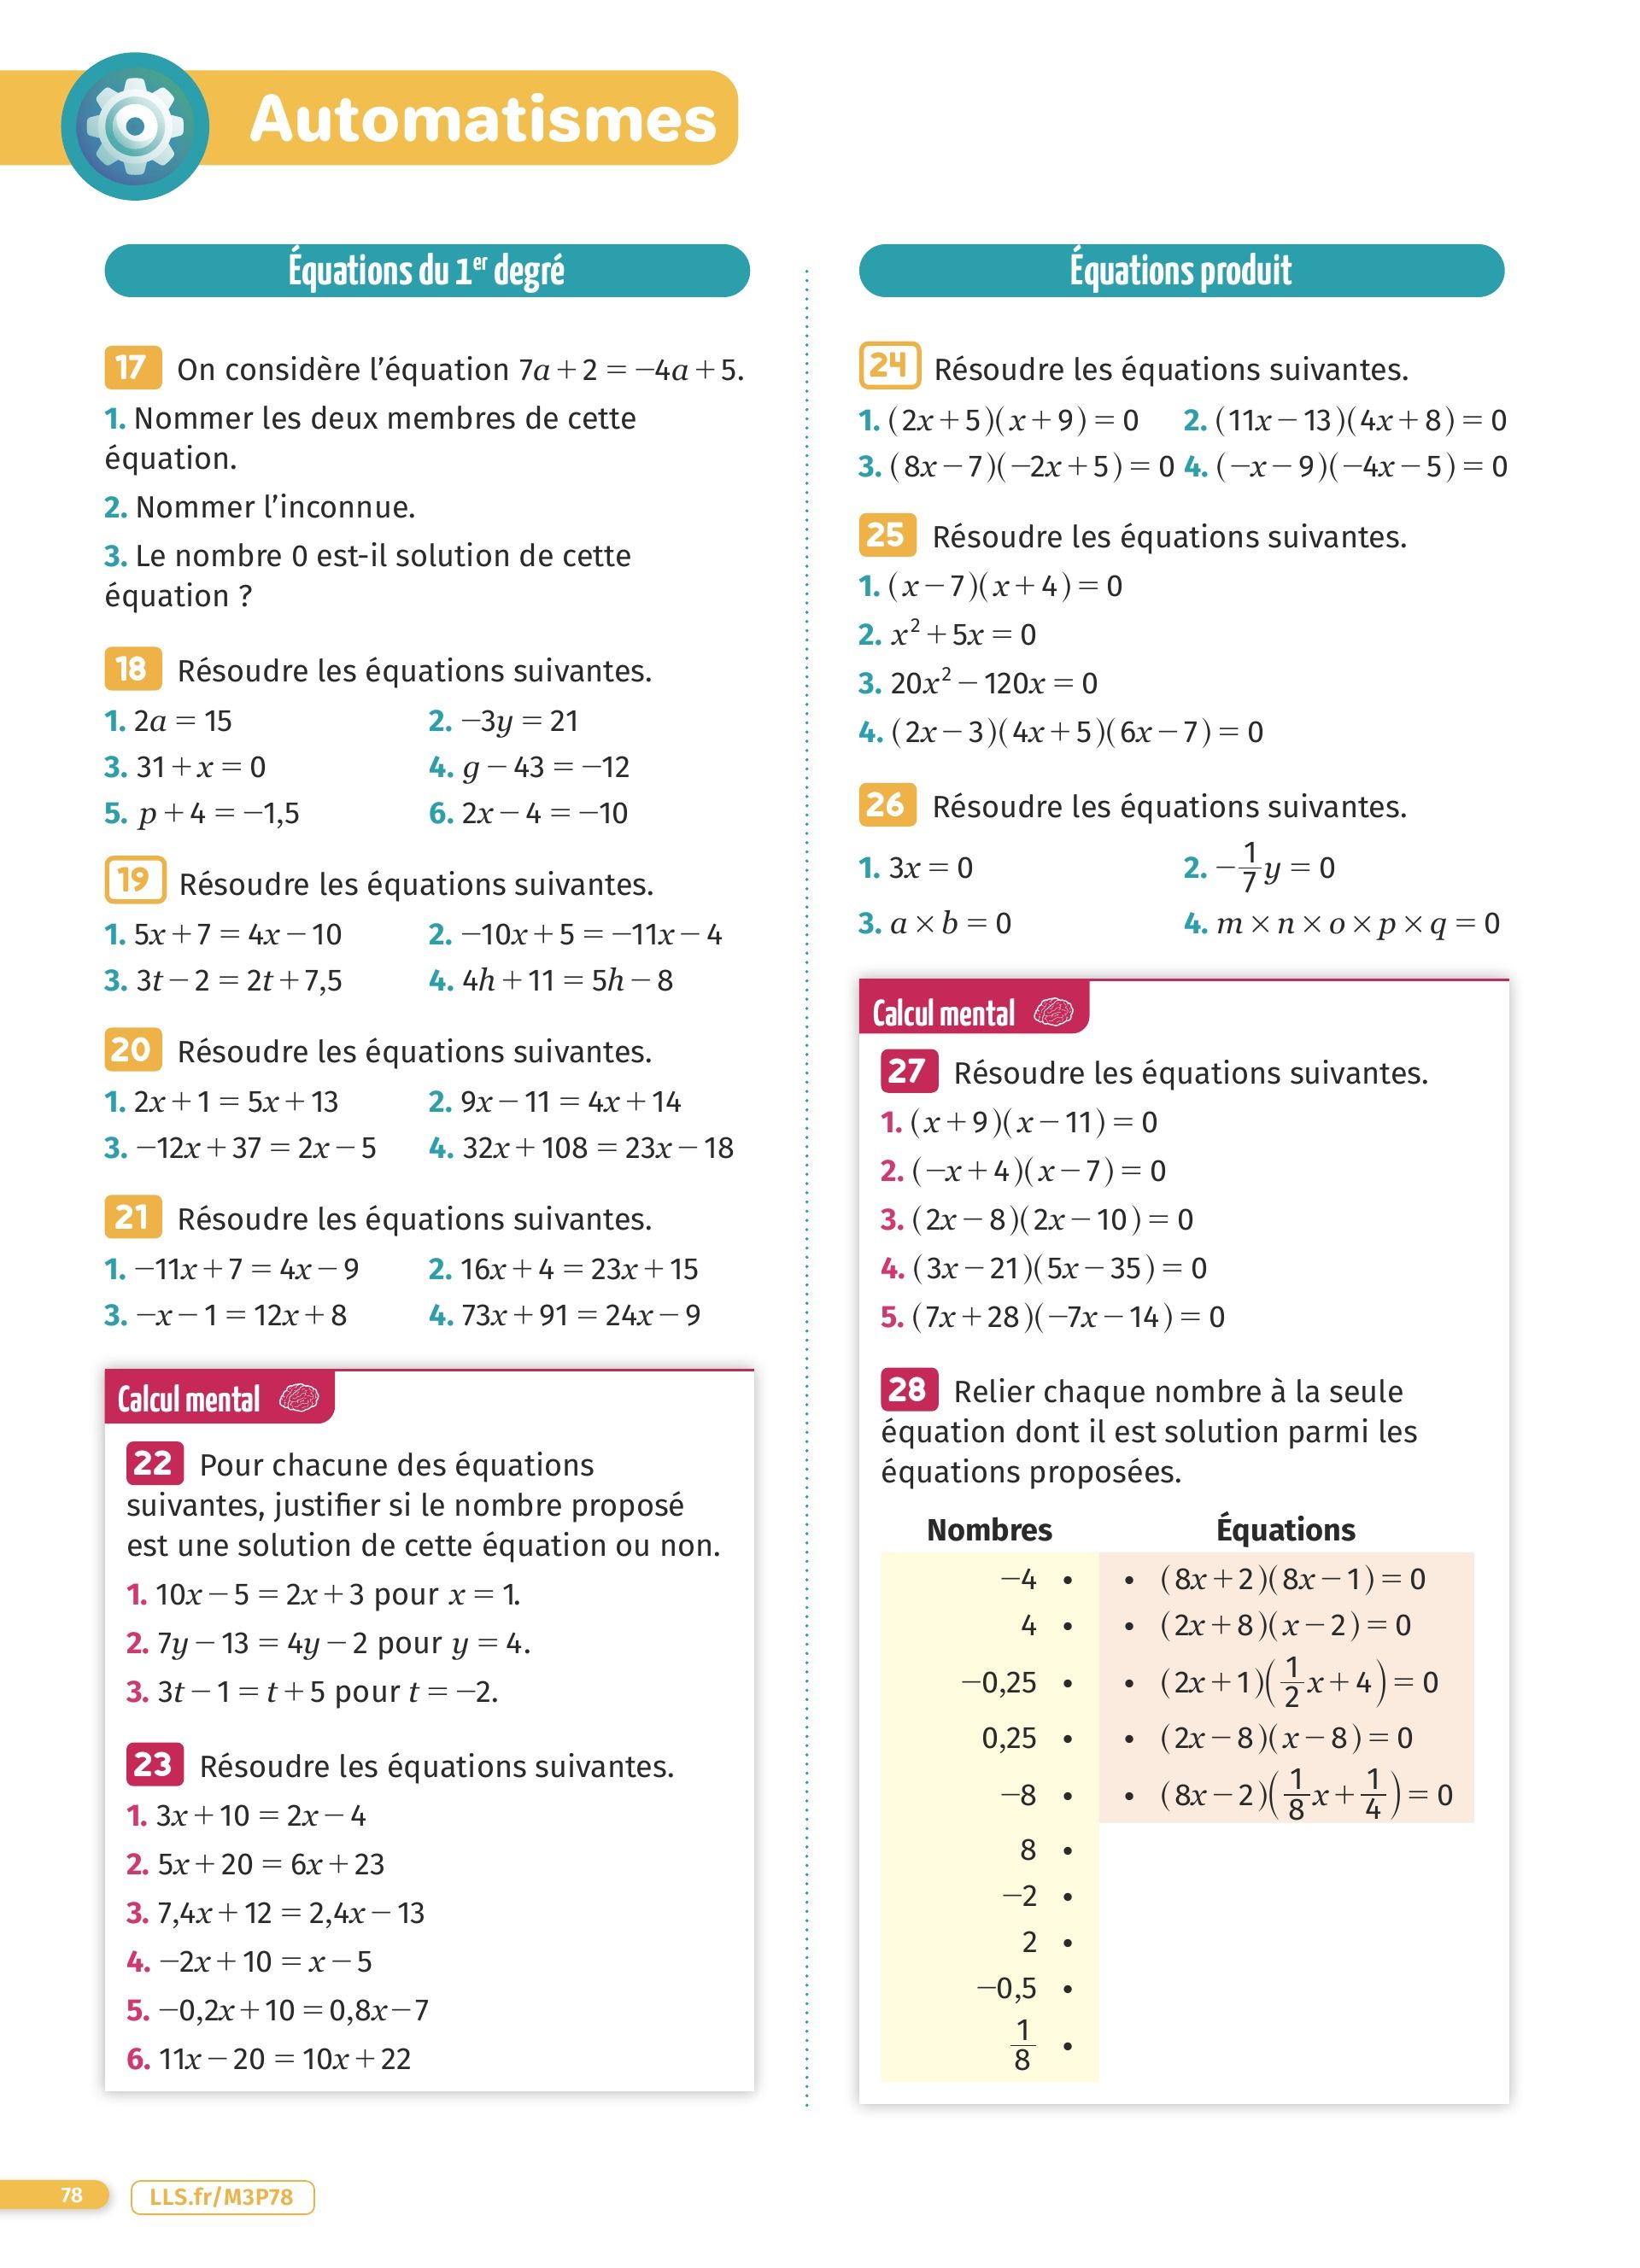 Automatismes
Équations du 1er degré
17 On considère l’équation 7a + 2 = −4a + 5.
1. Nommer les deux membres de cette
équation.
2. Nommer l’inconnue.
3. Le nombre 0 est-il solution de cette
équation ?
18 Résoudre les équations suivantes.
1. 2a = 15 2. −3y = 21
3. 31 + x = 0 4. g − 43 = −12
5. p + 4 = −1,5 6. 2x − 4 = −10
19 Résoudre les équations suivantes.
1. 5x + 7 = 4x − 10 2. −10x + 5 = −11x − 4
3. 3t − 2 = 2t + 7,5 4. 4h + 11 = 5h − 8
20 Résoudre les équations suivantes.
1. 2x + 1 = 5x + 13 2. 9x − 11 = 4x + 14
3. −12x + 37 = 2x − 5 4. 32x + 108 = 23x − 18
21 Résoudre les équations suivantes.
1. −11x + 7 = 4x − 9 2. 16x + 4 = 23x + 15
3. −x − 1 = 12x + 8 4. 73x + 91 = 24x − 9
Calcul mental
22 Pour chacune des équations
suivantes, justifier si le nombre proposé
est une solution de cette équation ou non.
1. 10x − 5 = 2x + 3 pour x = 1.
2. 7y − 13 = 4y − 2 pour y = 4.
3. 3t − 1 = t + 5 pour t = −2.
23 Résoudre les équations suivantes.
1. 3x + 10 = 2x − 4
2. 5x + 20 = 6x + 23
3. 7,4x + 12 = 2,4x − 13
4. −2x + 10 = x − 5
5. −0,2x + 10 = 0,8x − 7
6. 11x − 20 = 10x + 22
Équations produit
24 Résoudre les équations suivantes.
1. (2x + 5)(x + 9) = 0 2. (11x − 13)(4x + 8) = 0
3. (8x − 7)(−2x + 5) = 0 4. (−x − 9)(−4x − 5) = 0
25 Résoudre les équations suivantes.
1. (x − 7)(x + 4) = 0
2. x² + 5x = 0
3. 20x² − 120x = 0
4. (2x − 3)(4x + 5)(6x − 7) = 0
26 Résoudre les équations suivantes.
1. 3x = 0 2. −1/7 y = 0
3. a × b = 0 4. m × n × o × p × q = 0
Calcul mental
27 Résoudre les équations suivantes.
1. (x + 9)(x − 11) = 0
2. (−x + 4)(x − 7) = 0
3. (2x − 8)(2x − 10) = 0
4. (3x − 21)(5x − 35) = 0
5. (7x + 28)(−7x − 14) = 0
28 Relier chaque nombre à la seule
équation dont il est solution parmi les
équations proposées.
Nombres Équations
−4 • • (8x + 2)(8x − 1) = 0
4 • • (2x + 8)(x − 2) = 0
−0,25 • • (2x + 1)(1/2 x + 4) = 0
0,25 • • (2x − 8)(x − 8) = 0
−8 • • (8x − 2)(1/8 x + 1/4) = 0
8 •
−2 •
2 •
−0,5 •
1/8 •
78 LLS.fr/M3P78